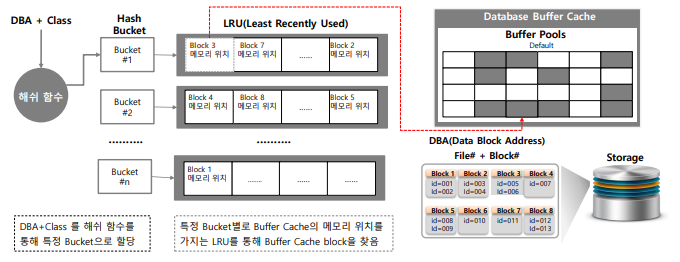 DBA + Class
해쉬 함수
Hash
Bucket
Bucket
#1
Bucket
#2
..........
Bucket
#n
LRU(Least Recently Used)
Block 3
메모리 위치
Block 7
메모리 위치
......
Block 2
메모리 위치
Block 4
메모리 위치
Block 8
메모리 위치
......
Block 5
메모리 위치
..........
Block 1
메모리 위치
.......
.......
.......
DBA+Class 를 해쉬 함수를
통해 특정 Bucket으로 할당
특정 Bucket별로 Buffer Cache의 메모리 위치를
가지는 LRU를 통해 Buffer Cache block을 찾음
Database Buffer Cache
Buffer Pools
Default
DBA(Data Block Address)
File# + Block#
Block 1
id=001
id=002
Block 2
id=003
id=004
Block 3
id=005
id=006
Block 4
id=007
Block 5
id=008
id=009
Block 6
id=010
Block 7
id=011
Block 8
id=012
id=013
Storage